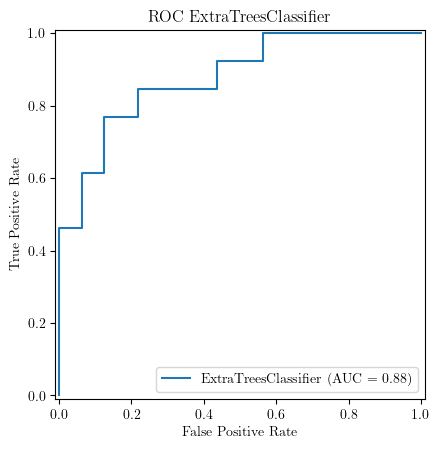 ROC ExtraTreesClassifier
1.0
0.8
0.6
0.4
0.2
0.0
True Positive Rate
ExtraTreesClassifier (AUC = 0.88)
0.0 0.2 0.4 0.6 0.8 1.0
False Positive Rate